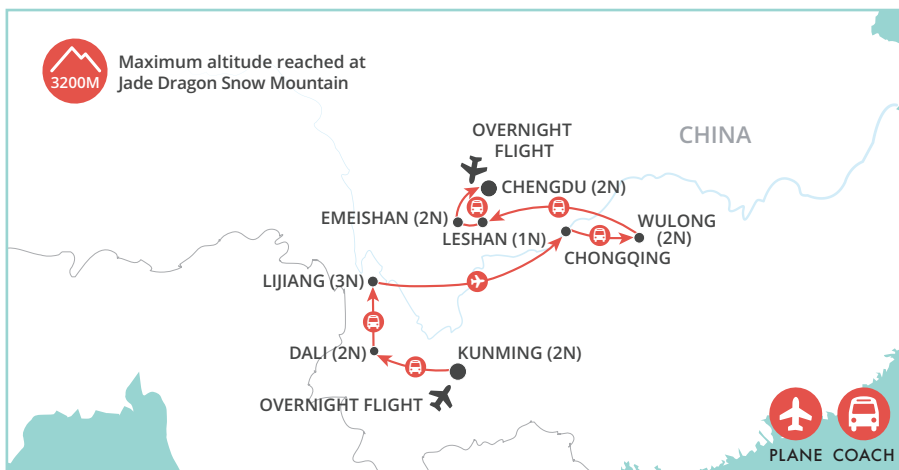 3200M
Maximum altitude reached at
Jade Dragon Snow Mountain
CHINA
OVERNIGHT
FLIGHT
CHENGDU (2N)
EMEISHAN (2N)
LESHAN (1N)
WULONG
(2N)
CHONGQING
LIJIANG (3N)
DALI (2N)
KUNMING (2N)
OVERNIGHT FLIGHT
PLANE
COACH